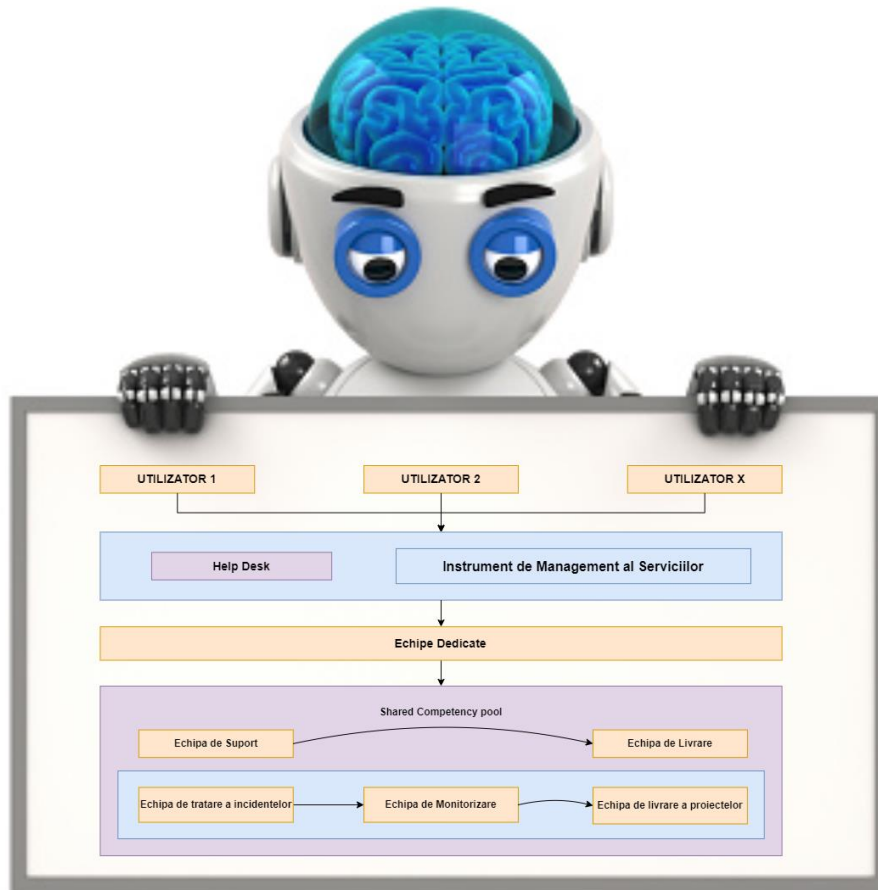 UTILIZATOR 1
UTILIZATOR 2
UTILIZATOR X
Help Desk
Instrument de Management al Serviciilor
Echipe Dedicate
Shared Competency pool
Echipa de Suport
Echipa de Livrare
Echipa de tratare a incidentelor
Echipa de Monitorizare
Echipa de livrare a proiectelor